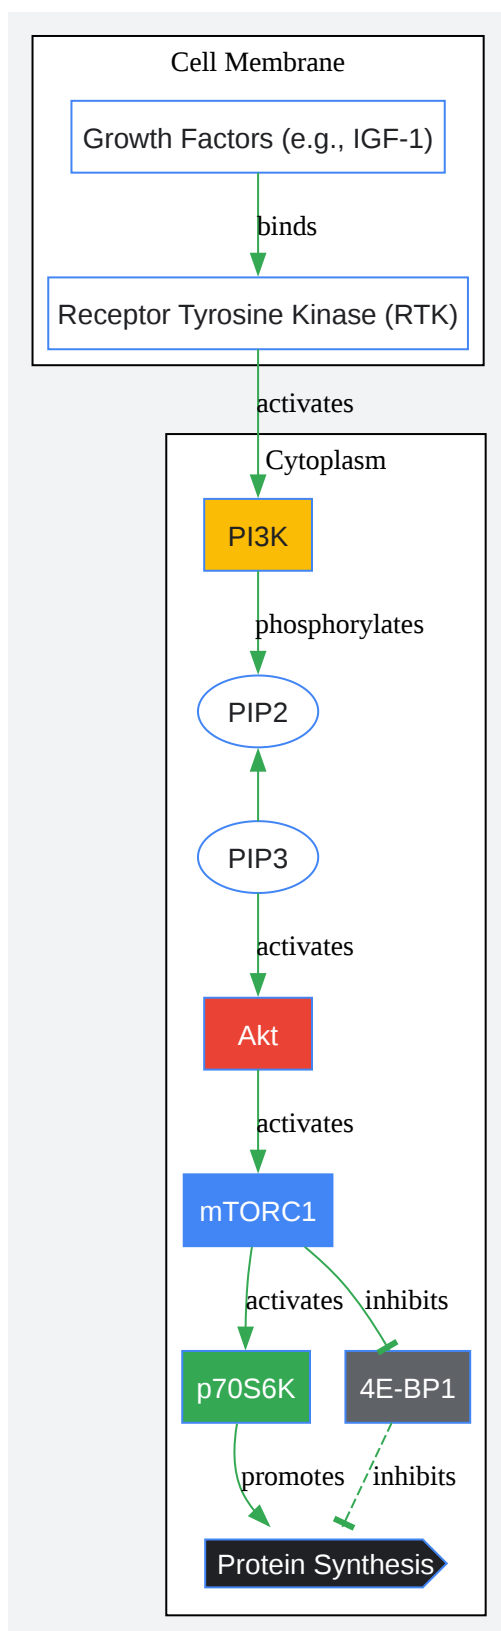 Cell Membrane
Growth Factors (e.g., IGF-1)
binds
Receptor Tyrosine Kinase (RTK)
activates
Cytoplasm
PI3K
phosphorylates
PIP2
PIP3
activates
Akt
activates
mTORC1
activates
inhibits
p70S6K
4E-BP1
promotes
inhibits
Protein Synthesis